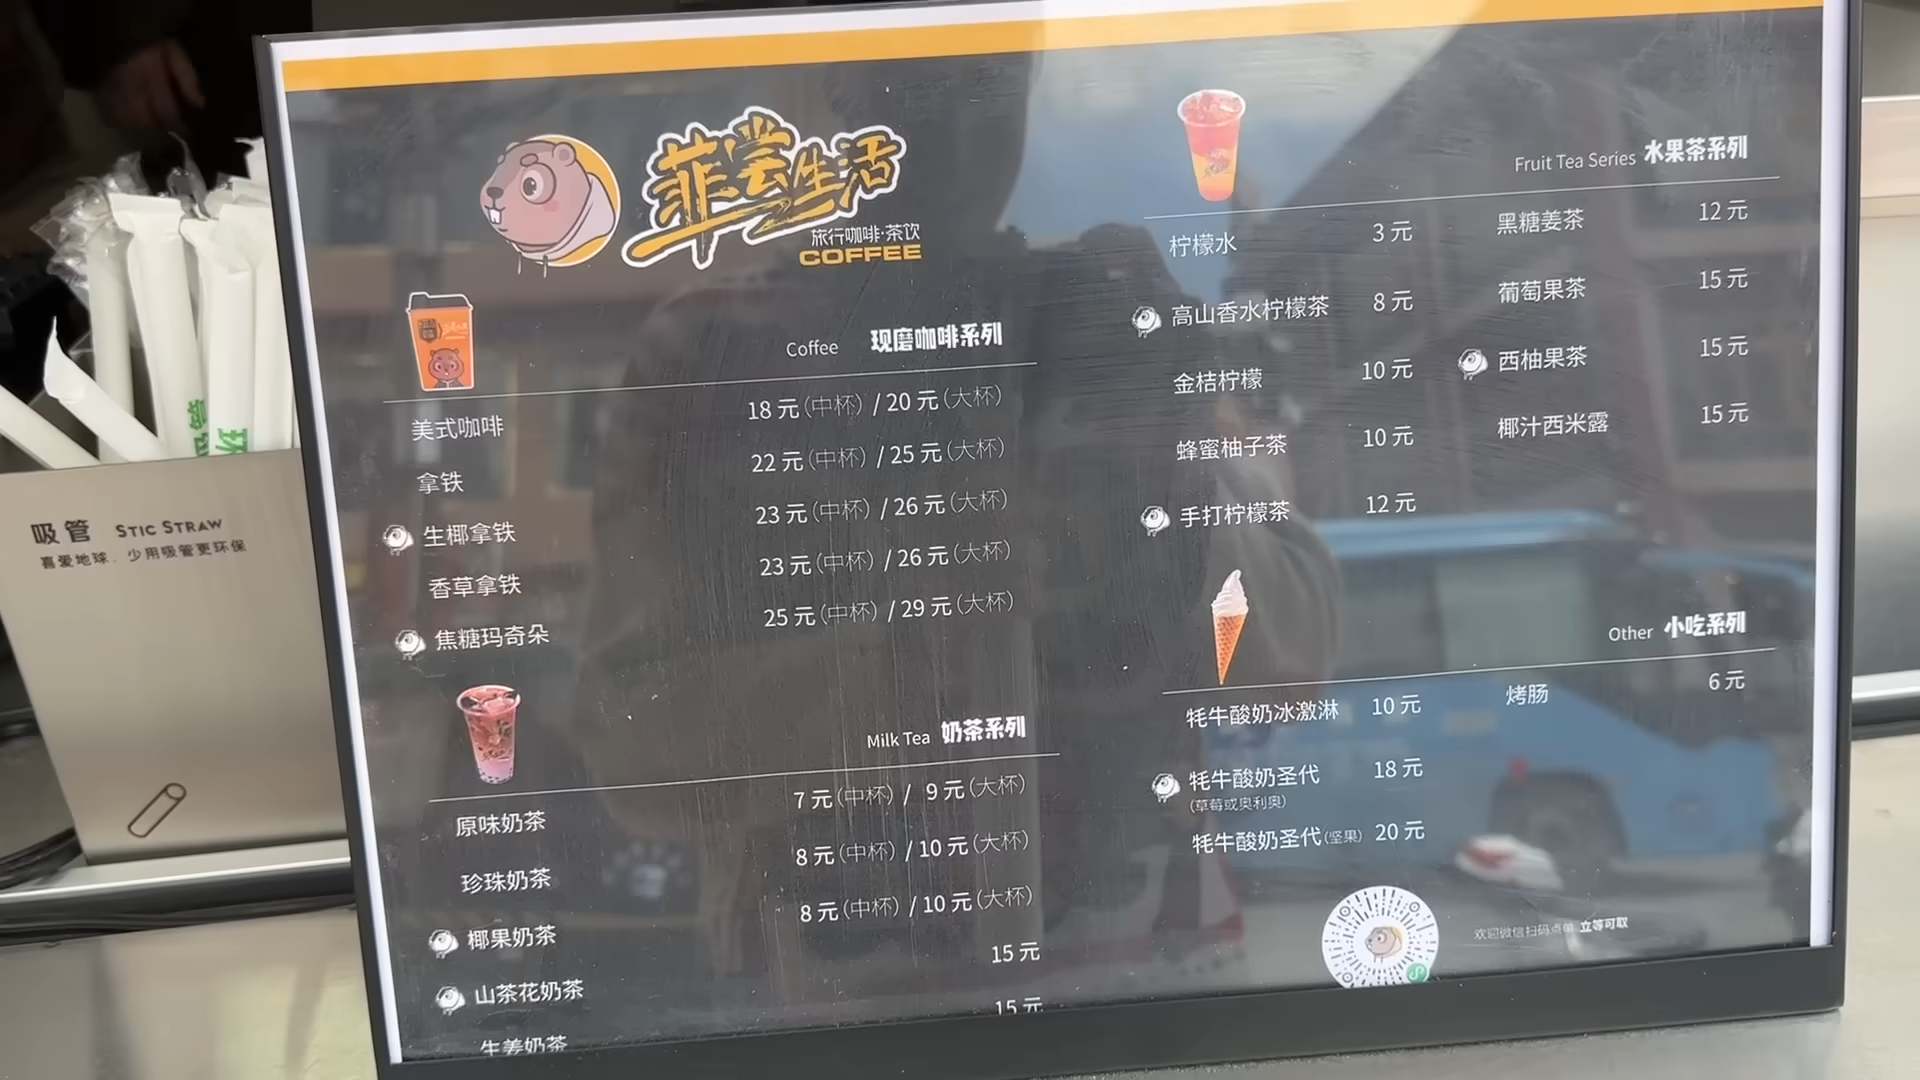 菲尝生活
旅行咖啡·茶饮
COFFEE
Coffee 现磨咖啡系列
美式咖啡 18元(中杯) / 20元(大杯)
拿铁 22元(中杯) / 25元(大杯)
生椰拿铁 23元(中杯) / 26元(大杯)
香草拿铁 23元(中杯) / 26元(大杯)
焦糖玛奇朵 25元(中杯) / 29元(大杯)
Milk Tea 奶茶系列
原味奶茶 7元(中杯) / 9元(大杯)
珍珠奶茶 8元(中杯) / 10元(大杯)
椰果奶茶 8元(中杯) / 10元(大杯)
山茶花奶茶 15元
生姜奶茶 15元
Fruit Tea Series 水果茶系列
柠檬水 3元 黑糖姜茶 12元
高山香水柠檬茶 8元 葡萄果茶 15元
金桔柠檬 10元 西柚果茶 15元
蜂蜜柚子茶 10元 椰汁西米露 15元
手打柠檬茶 12元
Other 小吃系列
牦牛酸奶冰激淋 10元 烤肠 6元
牦牛酸奶圣代 18元
(草莓或奥利奥)
牦牛酸奶圣代(坚果) 20元
欢迎微信扫码点单 立等可取
吸管 STIC STRAW
喜爱地球.少用吸管更环保